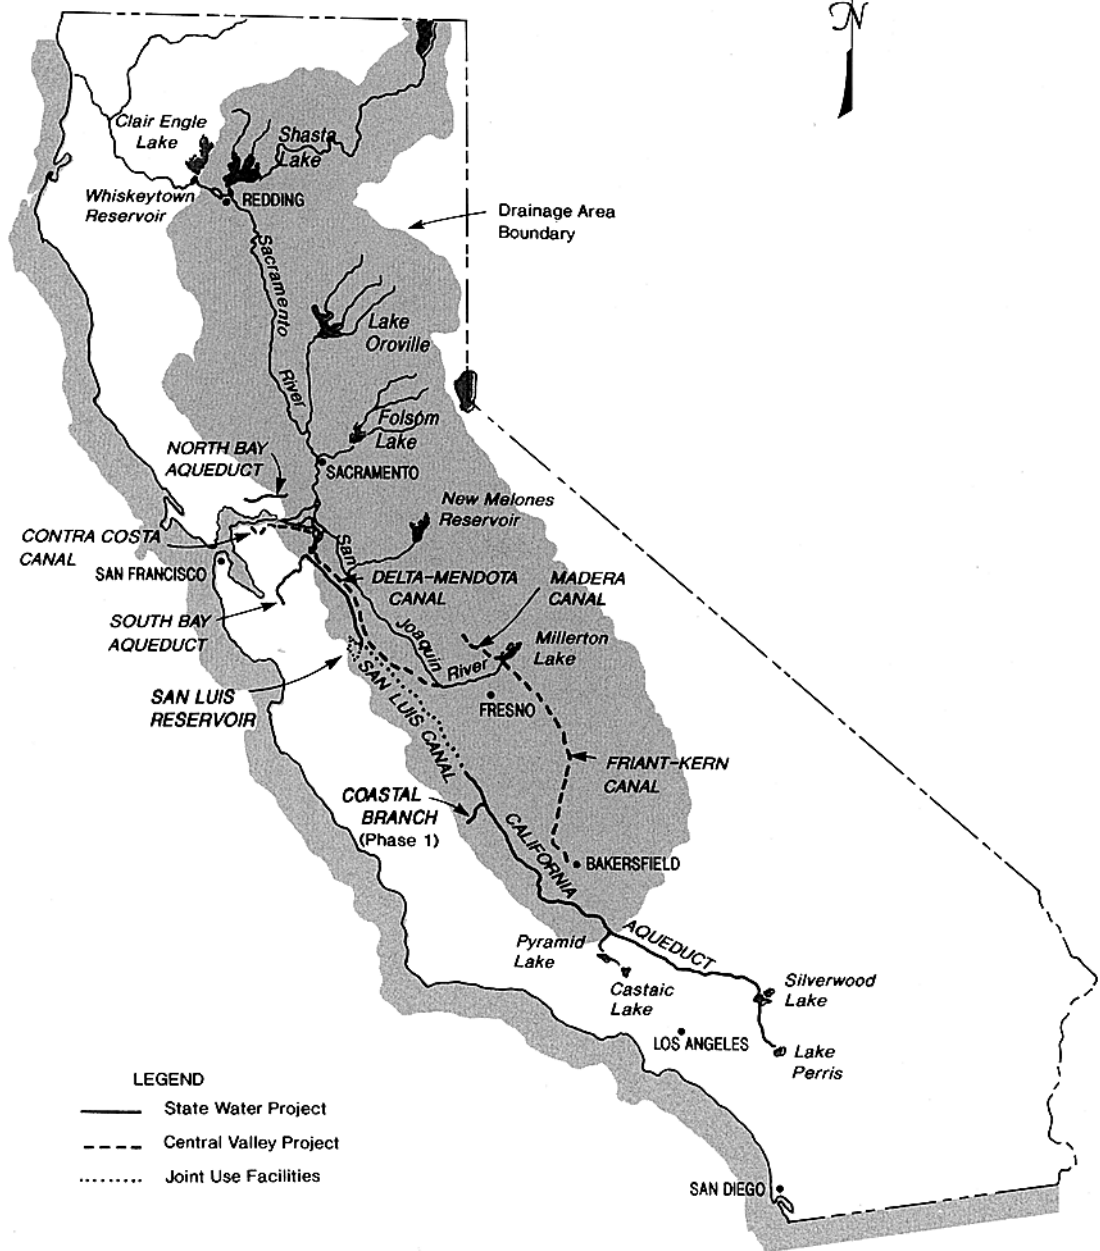 N
Clair Engle
Lake
Shasta
Lake
Whiskeytown
Reservoir
REDDING
Drainage Area
Boundary
Sacramento
River
Lake
Oroville
Folsom
Lake
NORTH BAY
AQUEDUCT
SACRAMENTO
New Melones
Reservoir
CONTRA COSTA
CANAL
SAN FRANCISCO
San
Joaquin
River
DELTA-MENDOTA
CANAL
MADERA
CANAL
SOUTH BAY
AQUEDUCT
Millerton
Lake
SAN LUIS
RESERVOIR
SAN LUIS CANAL
FRESNO
FRIANT-KERN
CANAL
COASTAL
BRANCH
(Phase 1)
CALIFORNIA
AQUEDUCT
BAKERSFIELD
Pyramid
Lake
Castaic
Lake
Silverwood
Lake
LOS ANGELES
Lake
Perris
LEGEND
State Water Project
Central Valley Project
Joint Use Facilities
SAN DIEGO